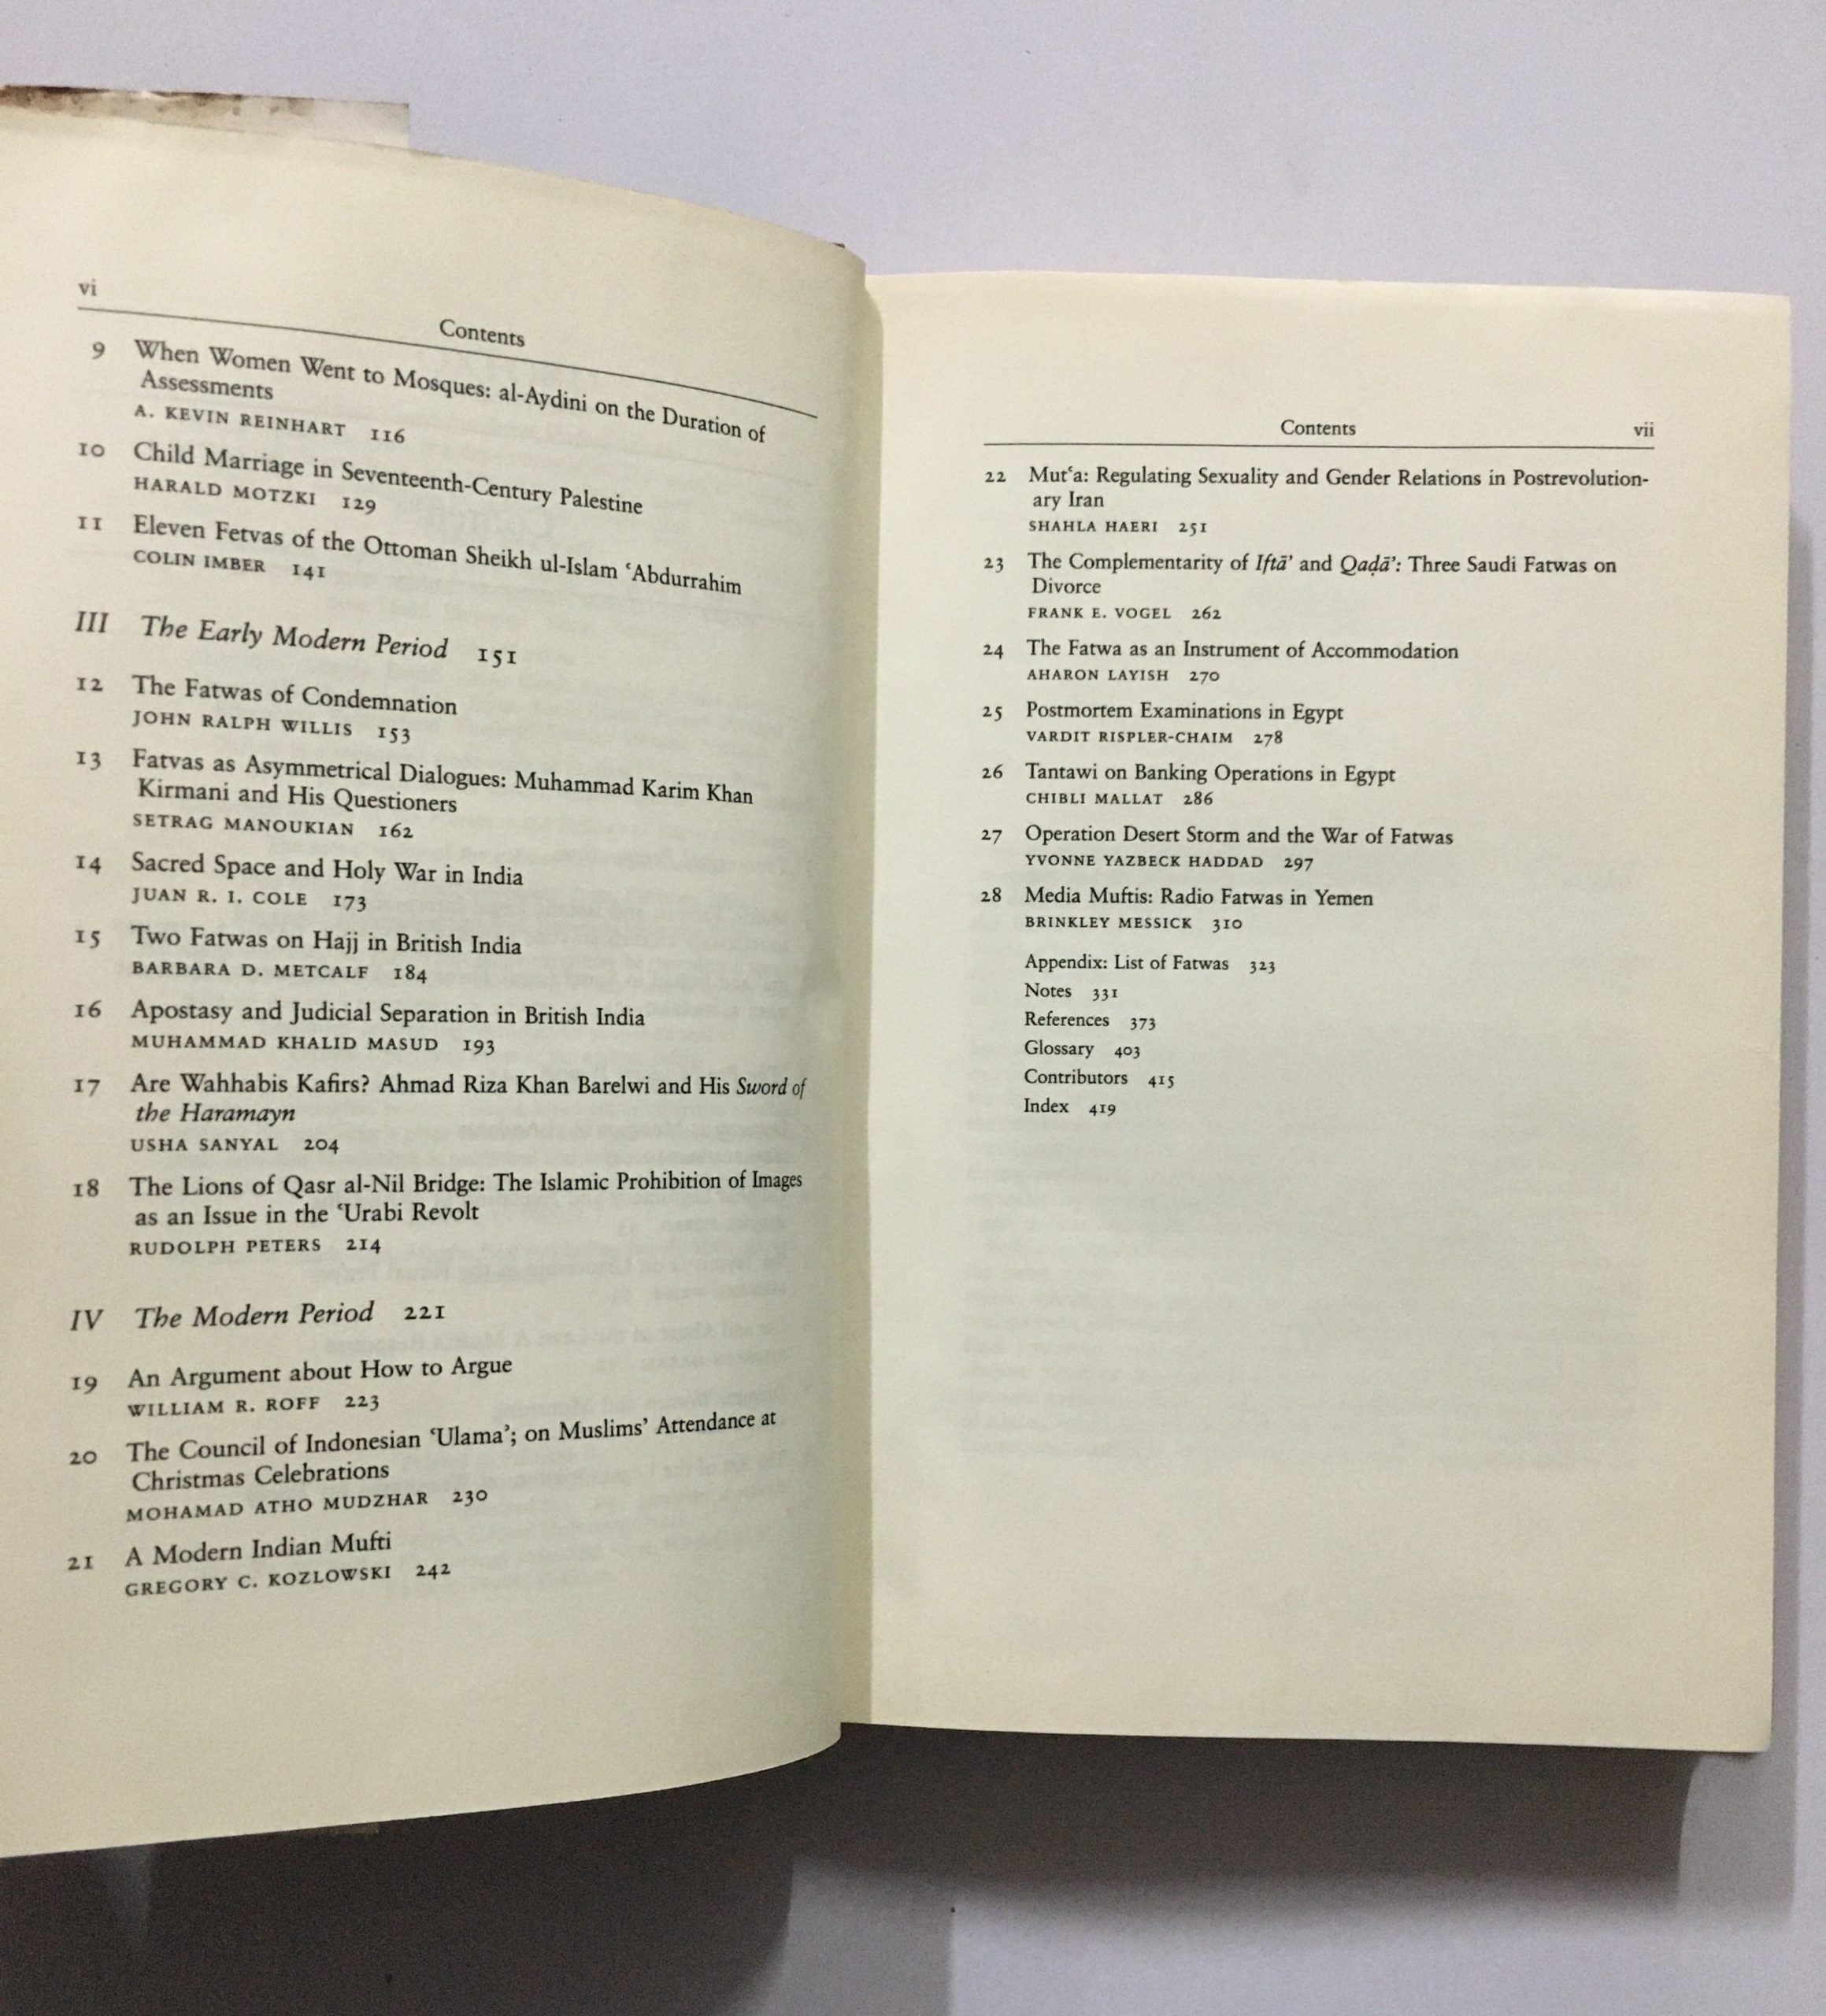 vi
Contents
9 When Women Went to Mosques: al-Aydini on the Duration of
Assessments
A. KEVIN REINHART 116
10 Child Marriage in Seventeenth-Century Palestine
HARALD MOTZKI 129
11 Eleven Fetvas of the Ottoman Sheikh ul-Islam ʿAbdurrahim
COLIN IMBER 141
III The Early Modern Period 151
12 The Fatwas of Condemnation
JOHN RALPH WILLIS 153
13 Fatvas as Asymmetrical Dialogues: Muhammad Karim Khan
Kirmani and His Questioners
SETRAG MANOUKIAN 162
14 Sacred Space and Holy War in India
JUAN R. I. COLE 173
15 Two Fatwas on Hajj in British India
BARBARA D. METCALF 184
16 Apostasy and Judicial Separation in British India
MUHAMMAD KHALID MASUD 193
17 Are Wahhabis Kafirs? Ahmad Riza Khan Barelwi and His Sword of
the Haramayn
USHA SANYAL 204
18 The Lions of Qasr al-Nil Bridge: The Islamic Prohibition of Images
as an Issue in the ʿUrabi Revolt
RUDOLPH PETERS 214
IV The Modern Period 221
19 An Argument about How to Argue
WILLIAM R. ROFF 223
20 The Council of Indonesian ʿUlama’; on Muslims’ Attendance at
Christmas Celebrations
MOHAMAD ATHO MUDZHAR 230
21 A Modern Indian Mufti
GREGORY C. KOZLOWSKI 242
Contents vii
22 Mutʿa: Regulating Sexuality and Gender Relations in Postrevolution-
ary Iran
SHAHLA HAERI 251
23 The Complementarity of Iftā’ and Qaḍā’: Three Saudi Fatwas on
Divorce
FRANK E. VOGEL 262
24 The Fatwa as an Instrument of Accommodation
AHARON LAYISH 270
25 Postmortem Examinations in Egypt
VARDIT RISPLER-CHAIM 278
26 Tantawi on Banking Operations in Egypt
CHIBLI MALLAT 286
27 Operation Desert Storm and the War of Fatwas
YVONNE YAZBECK HADDAD 297
28 Media Muftis: Radio Fatwas in Yemen
BRINKLEY MESSICK 310
Appendix: List of Fatwas 323
Notes 331
References 373
Glossary 403
Contributors 415
Index 419